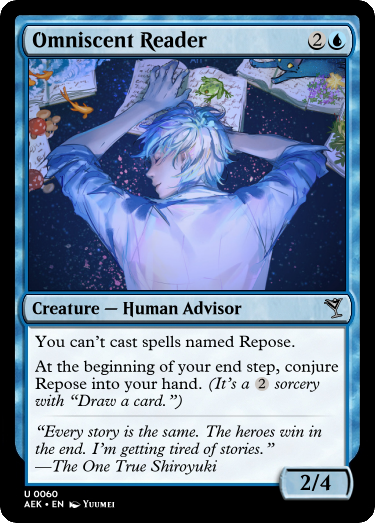 Omniscent Reader 2
Creature — Human Advisor
You can't cast spells named Repose.
At the beginning of your end step, conjure
Repose into your hand. (It's a 2 sorcery
with “Draw a card.”)
“Every story is the same. The heroes win in
the end. I'm getting tired of stories.”
—The One True Shiroyuki
2/4
U 0060
AEK • EN YUUMEI